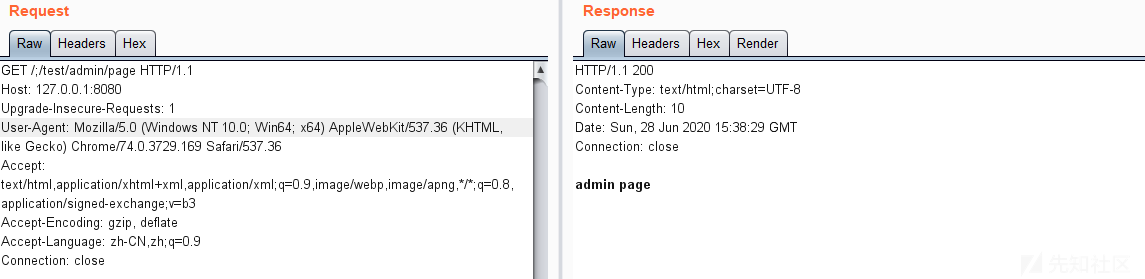 Request
Raw Headers Hex
GET /;/test/admin/page HTTP/1.1
Host: 127.0.0.1:8080
Upgrade-Insecure-Requests: 1
User-Agent: Mozilla/5.0 (Windows NT 10.0; Win64; x64) AppleWebKit/537.36 (KHTML,
like Gecko) Chrome/74.0.3729.169 Safari/537.36
Accept:
text/html,application/xhtml+xml,application/xml;q=0.9,image/webp,image/apng,*/*;q=0.8,
application/signed-exchange;v=b3
Accept-Encoding: gzip, deflate
Accept-Language: zh-CN,zh;q=0.9
Connection: close
Response
Raw Headers Hex Render
HTTP/1.1 200
Content-Type: text/html;charset=UTF-8
Content-Length: 10
Date: Sun, 28 Jun 2020 15:38:29 GMT
Connection: close
admin page
先知社区